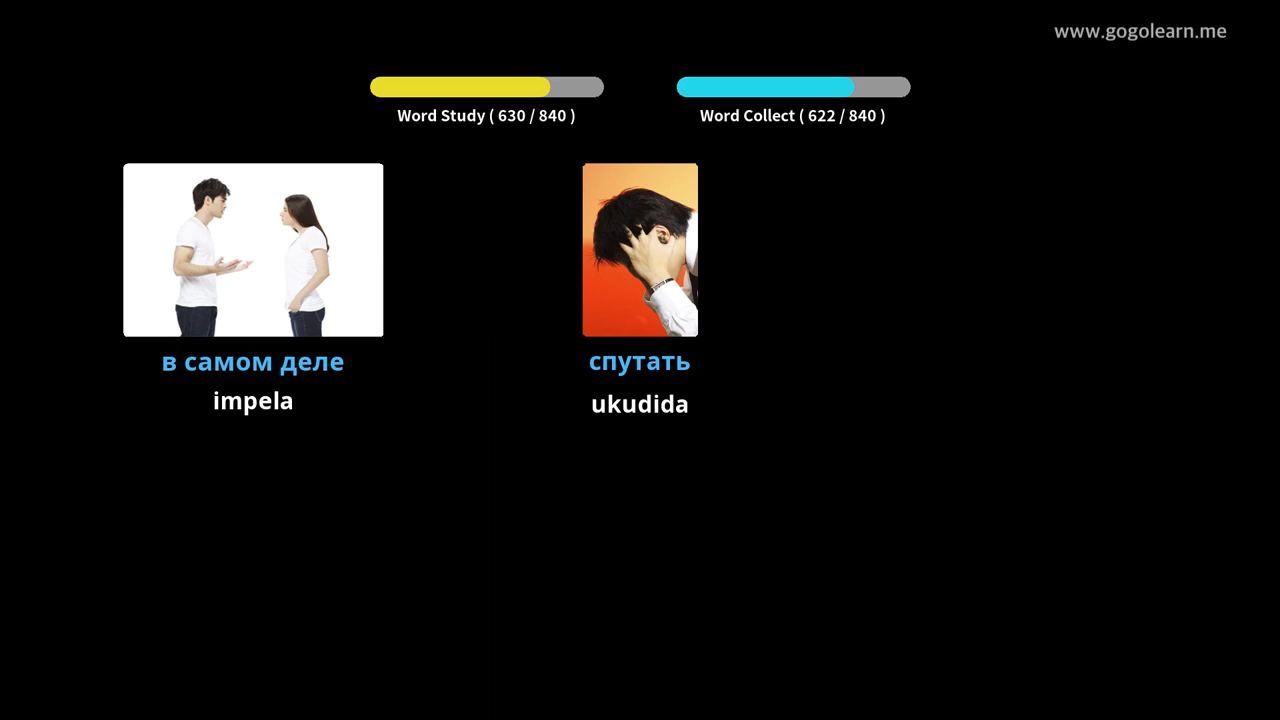 www.gogolearn.me
Word Study ( 630 / 840 )
Word Collect ( 622 / 840 )
в самом деле
impela
спутать
ukudida